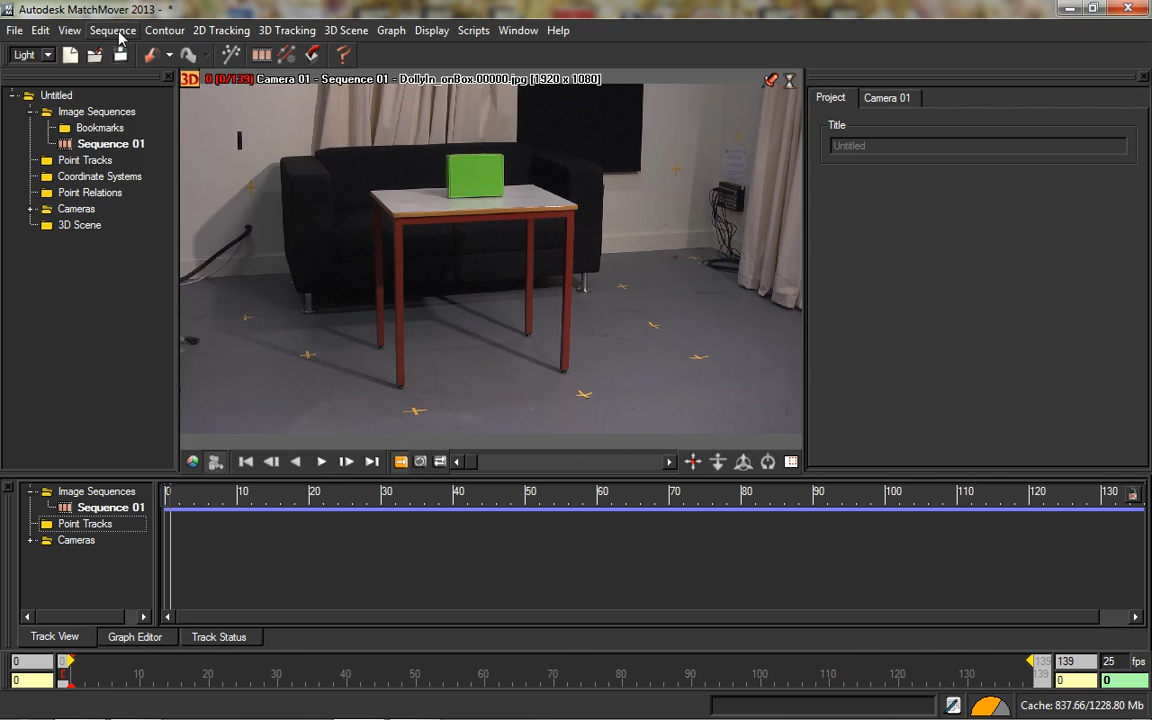 Autodesk MatchMover 2013 - *
File Edit View Sequence Contour 2D Tracking 3D Tracking 3D Scene Graph Display Scripts Window Help
Light
3D 0 (0/139) Camera 01 - Sequence 01 - DollyIn_onBox.00000.jpg [1920 x 1080]
Untitled
Image Sequences
Bookmarks
Sequence 01
Point Tracks
Coordinate Systems
Point Relations
Cameras
3D Scene
Project Camera 01
Title
Untitled
Image Sequences
Sequence 01
Point Tracks
Cameras
0 10 20 30 40 50 60 70 80 90 100 110 120 130
Track View Graph Editor Track Status
0 0 139 139 25 fps
C 10 20 30 40 50 60 70 80 90 100 110 120 130 139
0 0 0
Cache: 837.66/1228.80 Mb